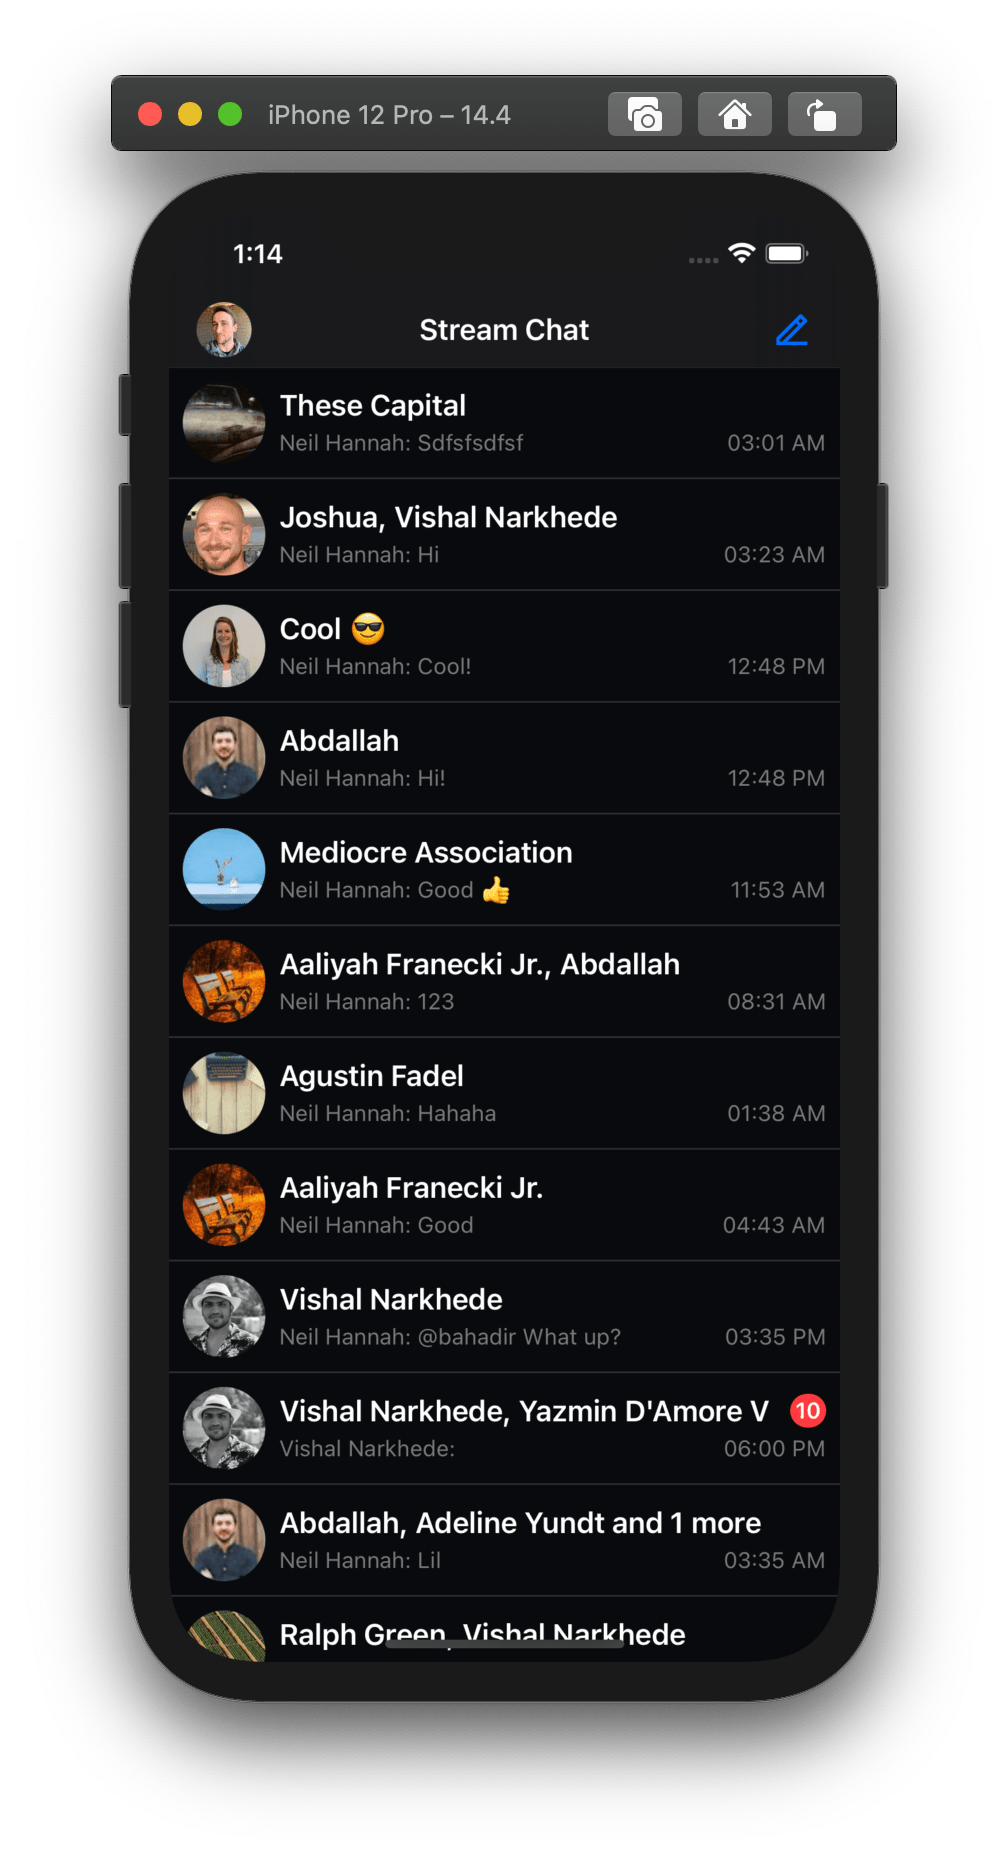 iPhone 12 Pro – 14.4
1:14
Stream Chat
These Capital
Neil Hannah: Sdfsfsdfsf 03:01 AM
Joshua, Vishal Narkhede
Neil Hannah: Hi 03:23 AM
Cool 😎
Neil Hannah: Cool! 12:48 PM
Abdallah
Neil Hannah: Hi! 12:48 PM
Mediocre Association
Neil Hannah: Good 👍 11:53 AM
Aaliyah Franecki Jr., Abdallah
Neil Hannah: 123 08:31 AM
Agustin Fadel
Neil Hannah: Hahaha 01:38 AM
Aaliyah Franecki Jr.
Neil Hannah: Good 04:43 AM
Vishal Narkhede
Neil Hannah: @bahadir What up? 03:35 PM
Vishal Narkhede, Yazmin D'Amore V 10
Vishal Narkhede: 06:00 PM
Abdallah, Adeline Yundt and 1 more
Neil Hannah: Lil 03:35 AM
Ralph Green, Vishal Narkhede